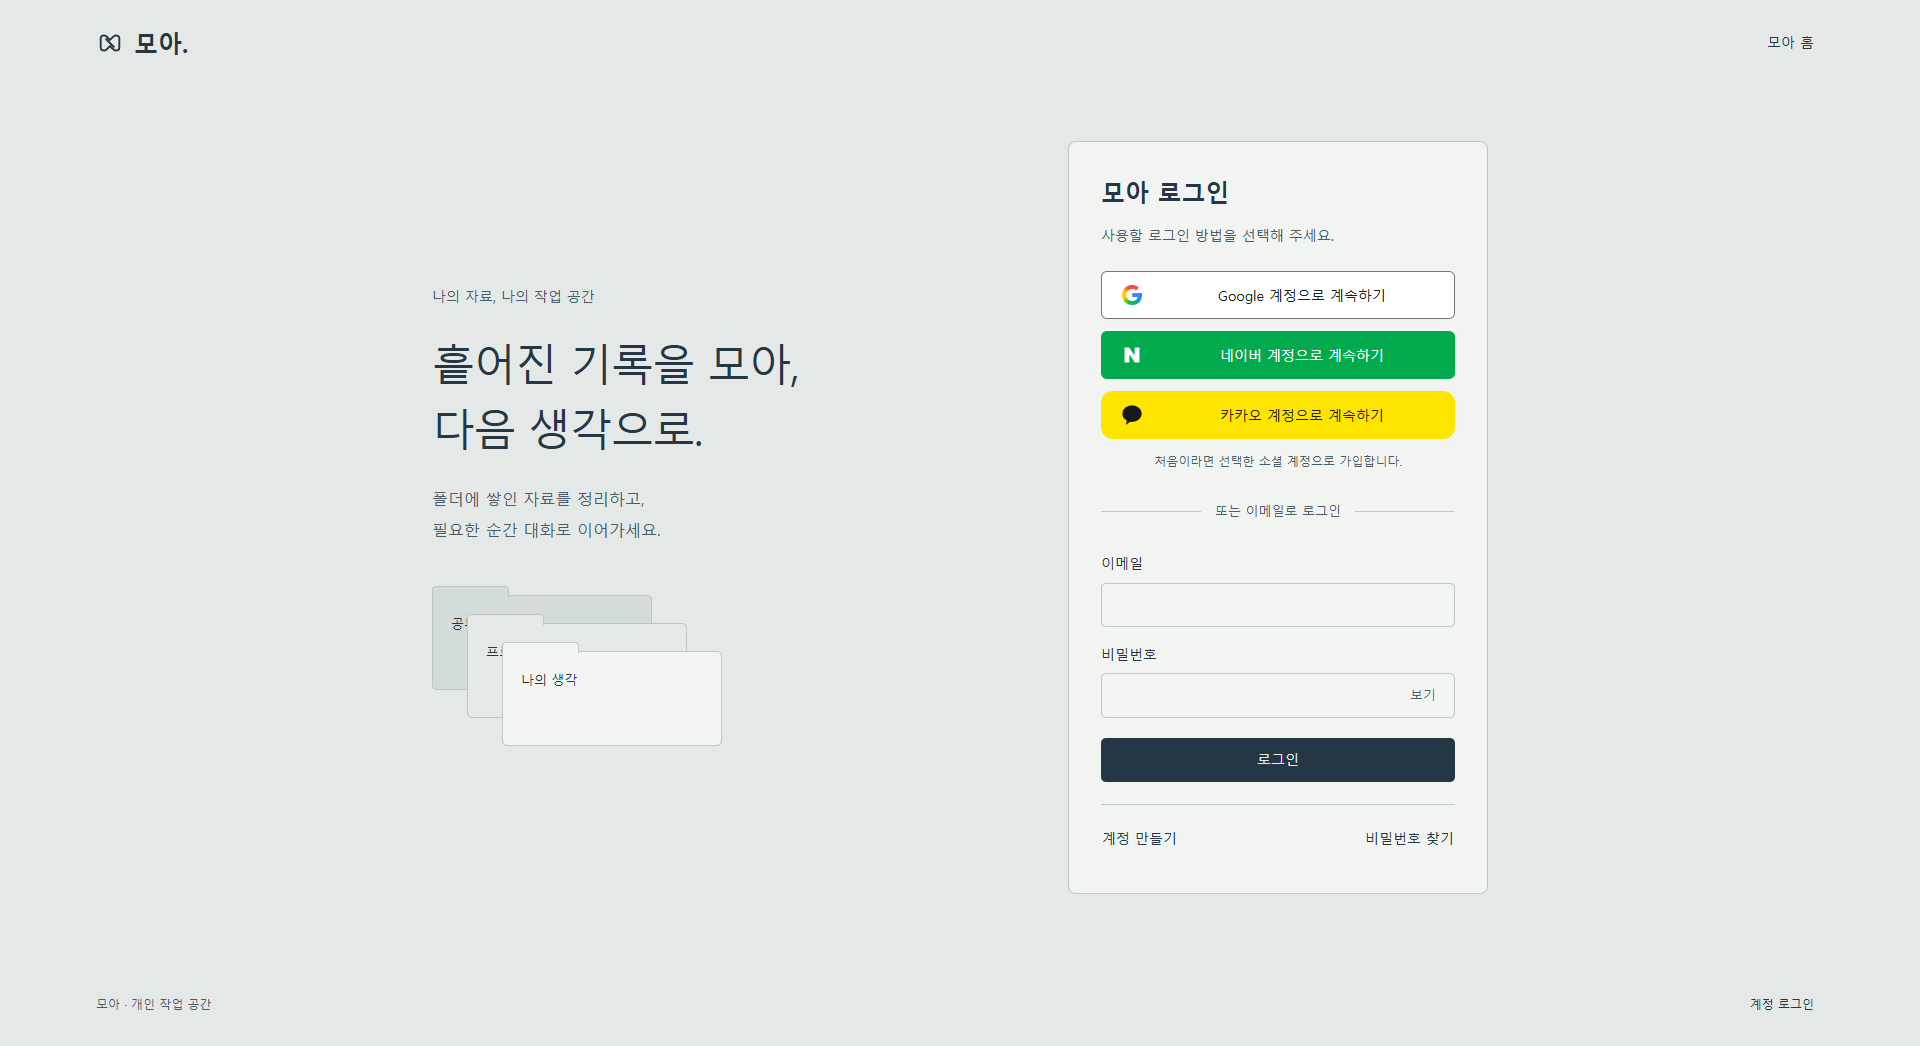 모아.
모아 홈
나의 자료, 나의 작업 공간
흩어진 기록을 모아,
다음 생각으로.
폴더에 쌓인 자료를 정리하고,
필요한 순간 대화로 이어가세요.
나의 생각
모아 로그인
사용할 로그인 방법을 선택해 주세요.
Google 계정으로 계속하기
네이버 계정으로 계속하기
카카오 계정으로 계속하기
처음이라면 선택한 소셜 계정으로 가입합니다.
또는 이메일로 로그인
이메일
비밀번호
보기
로그인
계정 만들기
비밀번호 찾기
모아 · 개인 작업 공간
계정 로그인